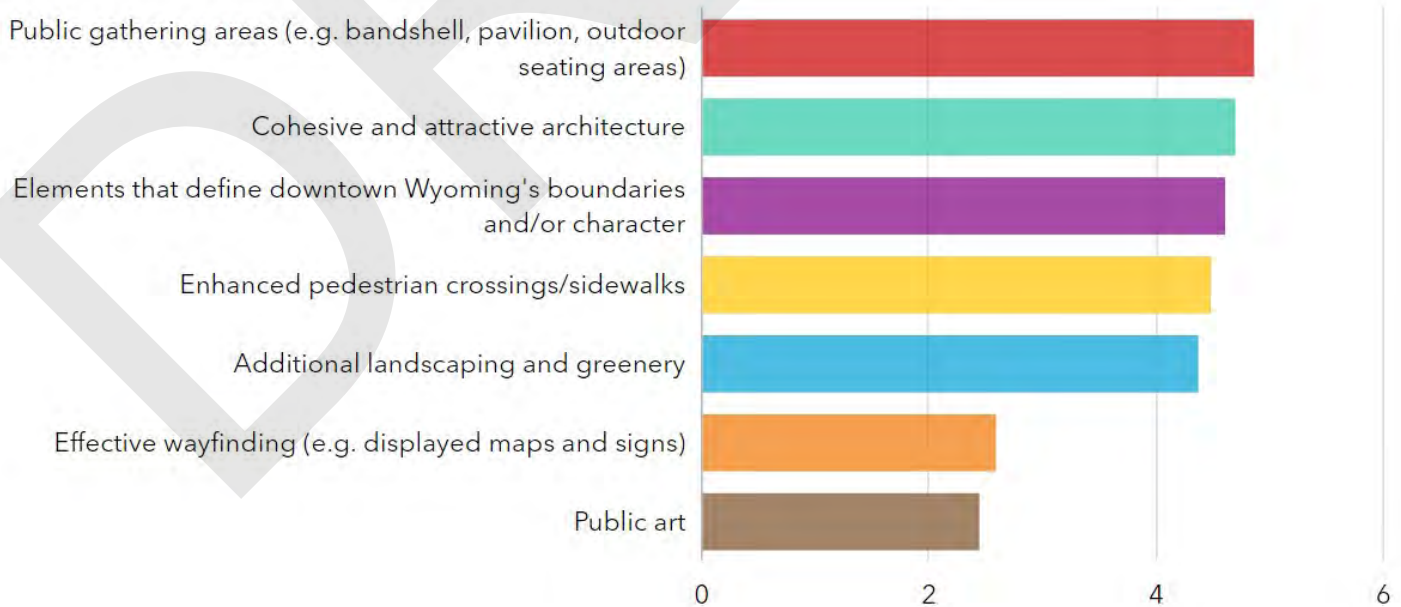 Public gathering areas (e.g. bandshell, pavilion, outdoor
seating areas)
Cohesive and attractive architecture
Elements that define downtown Wyoming's boundaries
and/or character
Enhanced pedestrian crossings/sidewalks
Additional landscaping and greenery
Effective wayfinding (e.g. displayed maps and signs)
Public art
0 2 4 6